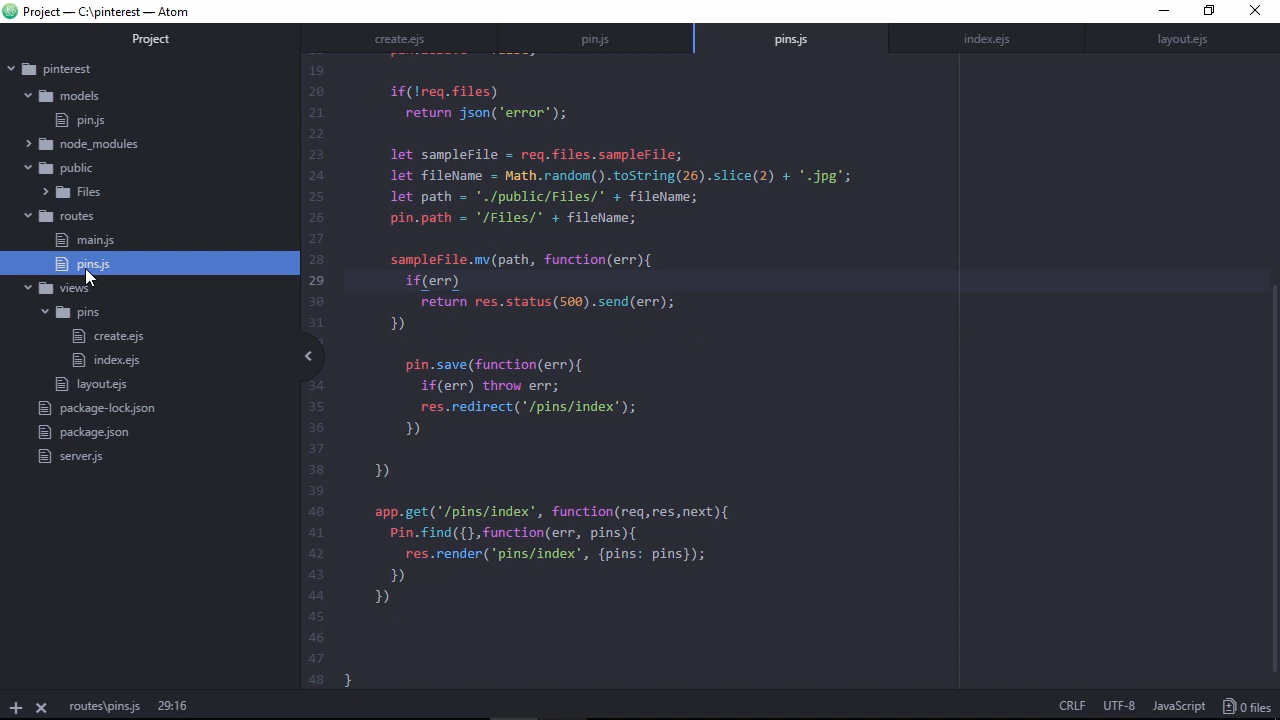 Project — C:\pinterest — Atom
Project
create.ejs
pin.js
pins.js
index.ejs
layout.ejs
pinterest
models
pin.js
node_modules
public
Files
routes
main.js
pins.js
views
pins
create.ejs
index.ejs
layout.ejs
package-lock.json
package.json
server.js
19
20 if(!req.files)
21 return json('error');
22
23 let sampleFile = req.files.sampleFile;
24 let fileName = Math.random().toString(26).slice(2) + '.jpg';
25 let path = './public/Files/' + fileName;
26 pin.path = '/Files/' + fileName;
27
28 sampleFile.mv(path, function(err){
29 if(err)
30 return res.status(500).send(err);
31 })
pin.save(function(err){
34 if(err) throw err;
35 res.redirect('/pins/index');
36 })
37
38 })
39
40 app.get('/pins/index', function(req,res,next){
41 Pin.find({},function(err, pins){
42 res.render('pins/index', {pins: pins});
43 })
44 })
45
46
47
48 }
routes\pins.js 29:16
CRLF UTF-8 JavaScript 0 files